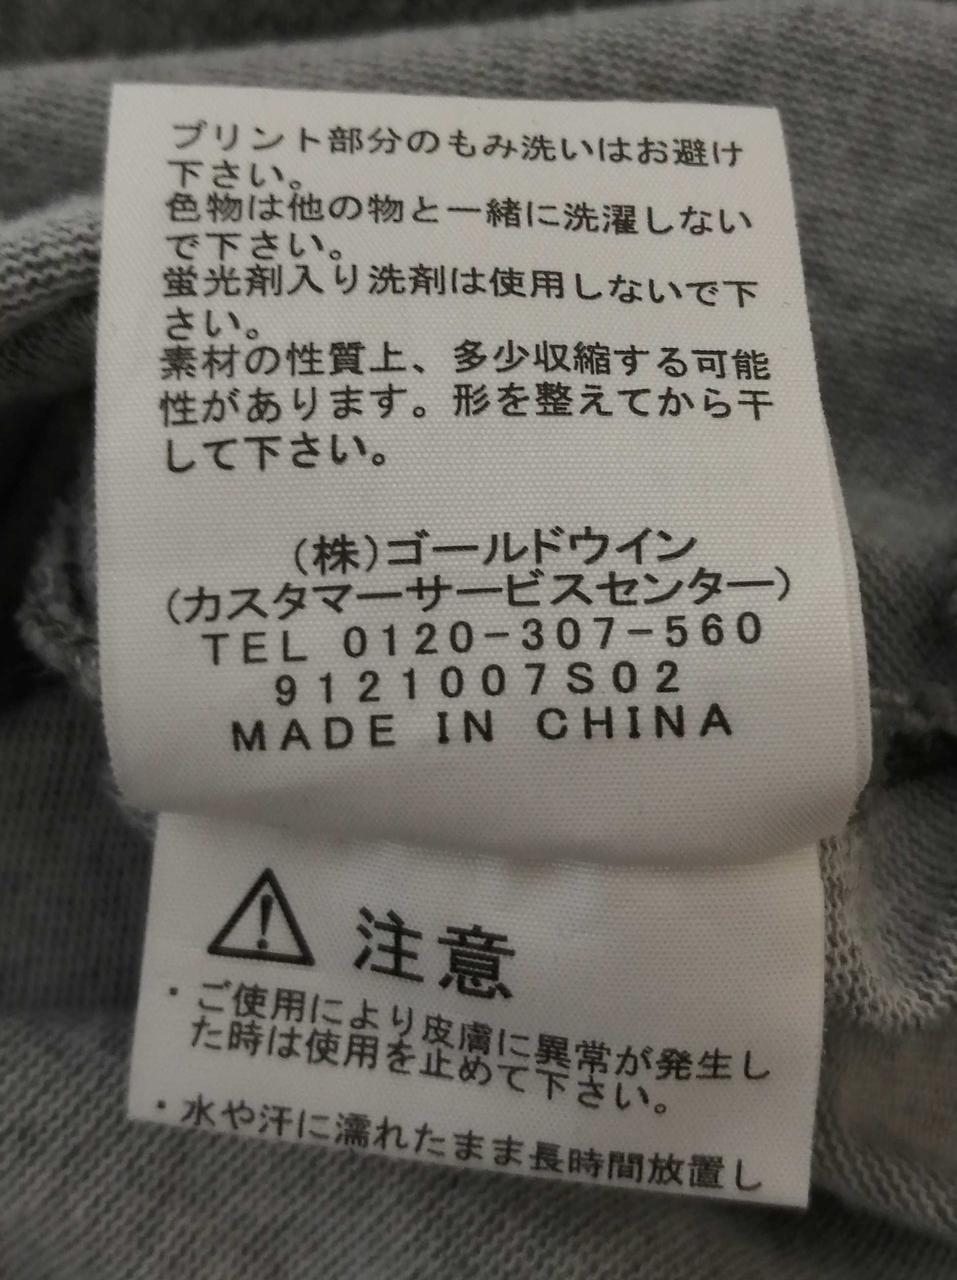 プリント部分のもみ洗いはお避け
下さい。
色物は他の物と一緒に洗濯しない
で下さい。
蛍光剤入り洗剤は使用しないで下
さい。
素材の性質上、多少収縮する可能
性があります。形を整えてから干
して下さい。
(株)ゴールドウイン
(カスタマーサービスセンター)
TEL 0120-307-560
9121007S02
MADE IN CHINA
注意
・ご使用により皮膚に異常が発生し
た時は使用を止めて下さい。
・水や汗に濡れたまま長時間放置し